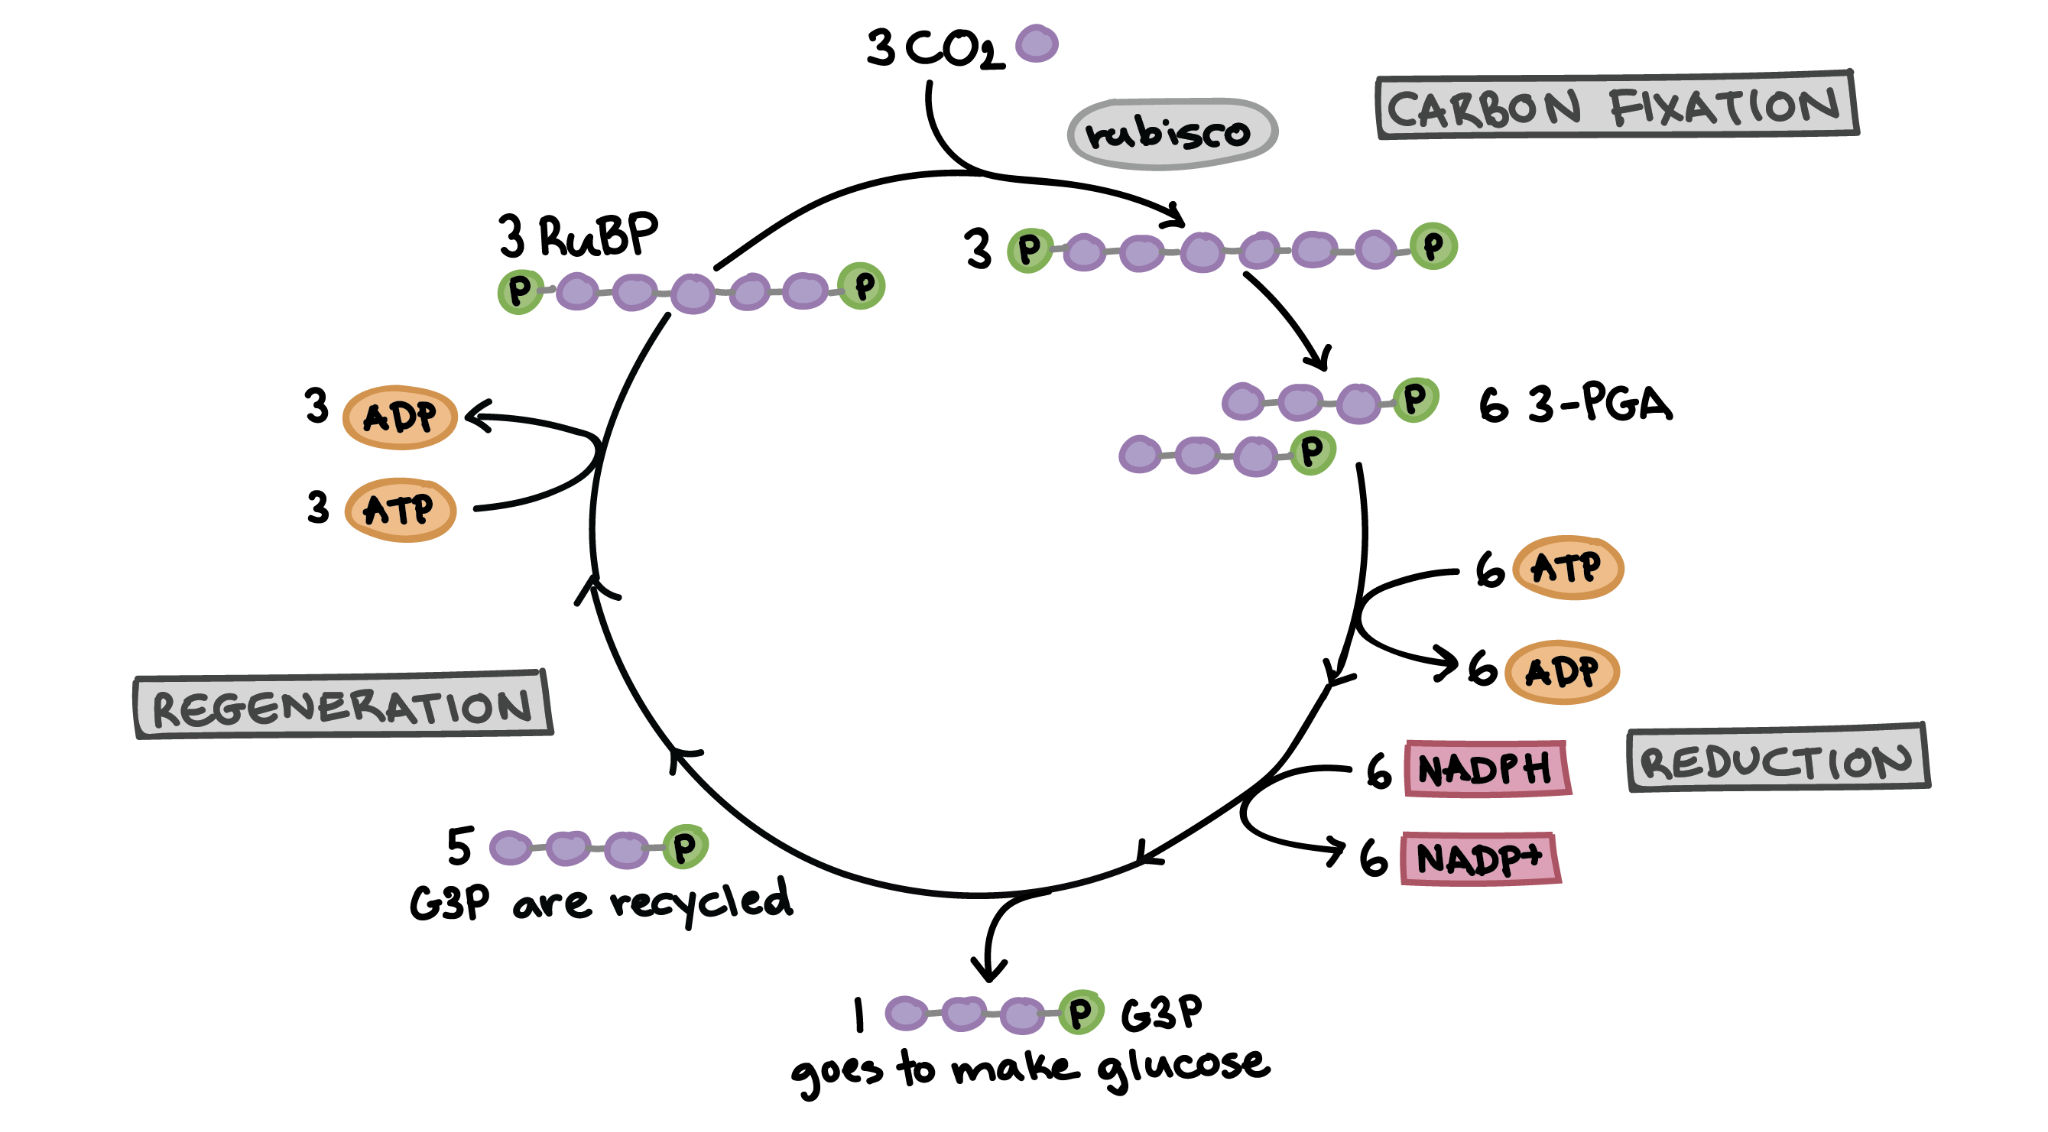 3 CO2
rubisco
CARBON FIXATION
3 RuBP
P P
3 P P
P 6 3-PGA
P
3 ADP
3 ATP
6 ATP
6 ADP
REGENERATION
6 NADPH
REDUCTION
6 NADP+
5 P
G3P are recycled
1 P G3P
goes to make glucose